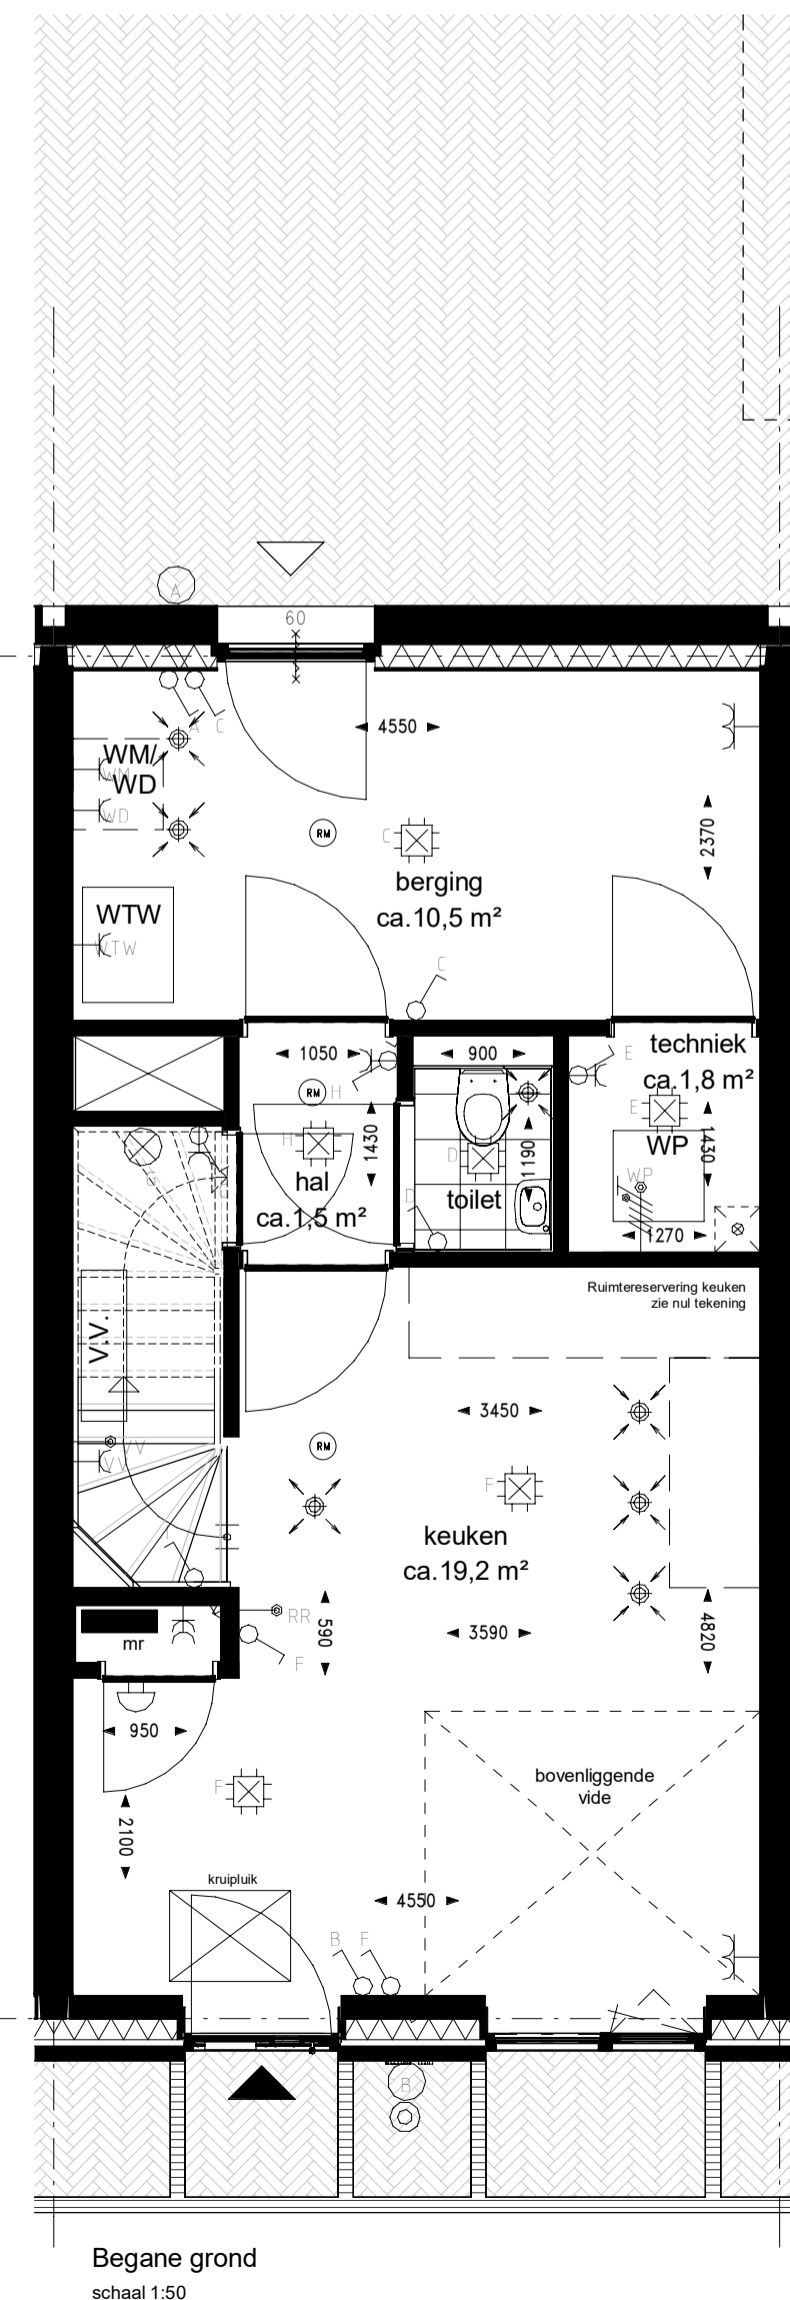 A
60
A
C
4550
WM/
WD
WM
WD
RM
C
2370
berging
ca.10,5 m²
WTW
WTW
C
1050
900
techniek
ca.1,8 m²
E
RM
H
E
H
1430
D
1190
WP
1430
hal
ca.1,5 m²
toilet
D
WP
1270
G
Ruimtereservering keuken
zie nul tekening
V.V.
3450
RM
VV
VV
F
keuken
ca.19,2 m²
RR
590
3590
4820
mr
F
950
bovenliggende
vide
F
2100
kruipluik
4550
B
F
B
Begane grond
schaal 1:50